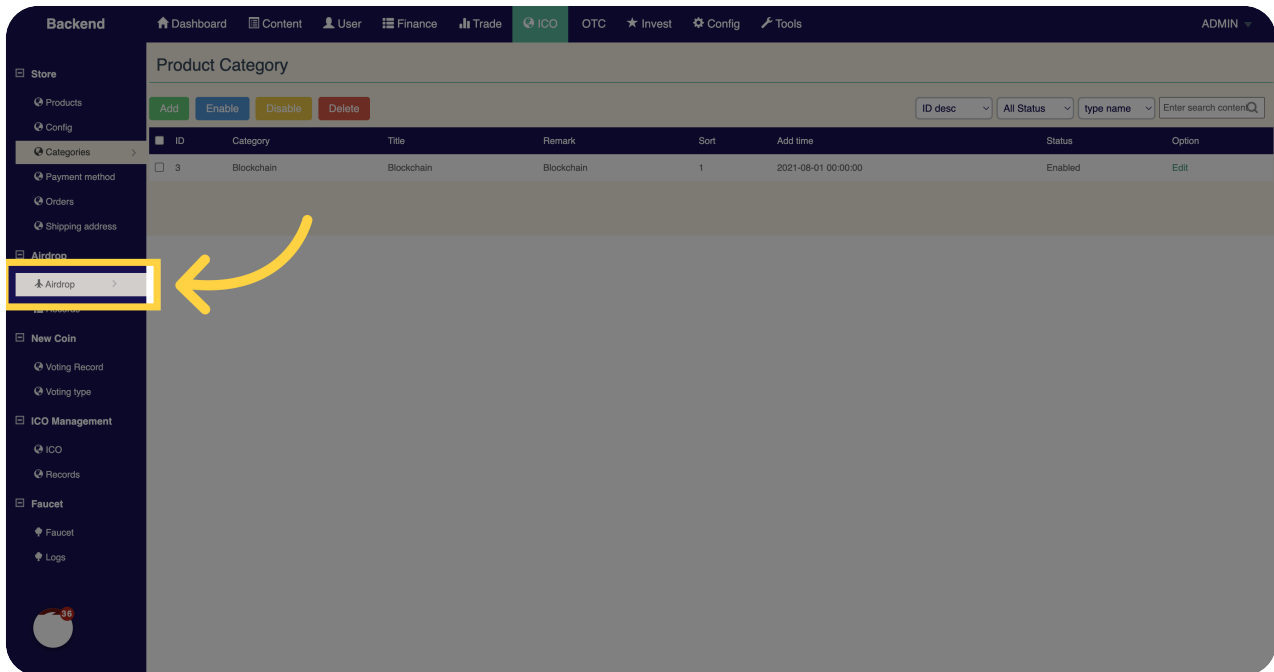 Backend
Dashboard Content User Finance Trade ICO OTC Invest Config Tools ADMIN
Store
Products
Config
Categories
Payment method
Orders
Shipping address
Airdrop
Airdrop
Records
New Coin
Voting Record
Voting type
ICO Management
ICO
Records
Faucet
Faucet
Logs
36
Product Category
Add Enable Disable Delete ID desc All Status type name Enter search content
ID Category Title Remark Sort Add time Status Option
3 Blockchain Blockchain Blockchain 1 2021-08-01 00:00:00 Enabled Edit